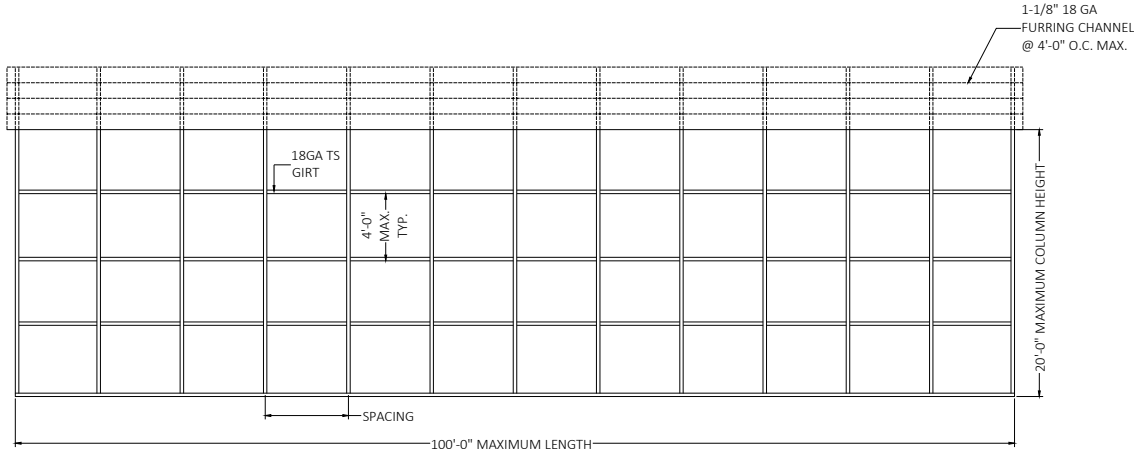 1-1/8" 18 GA
FURRING CHANNEL
@ 4'-0" O.C. MAX.
18GA TS
GIRT
4'-0"
MAX.
TYP.
20'-0" MAXIMUM COLUMN HEIGHT
SPACING
100'-0" MAXIMUM LENGTH